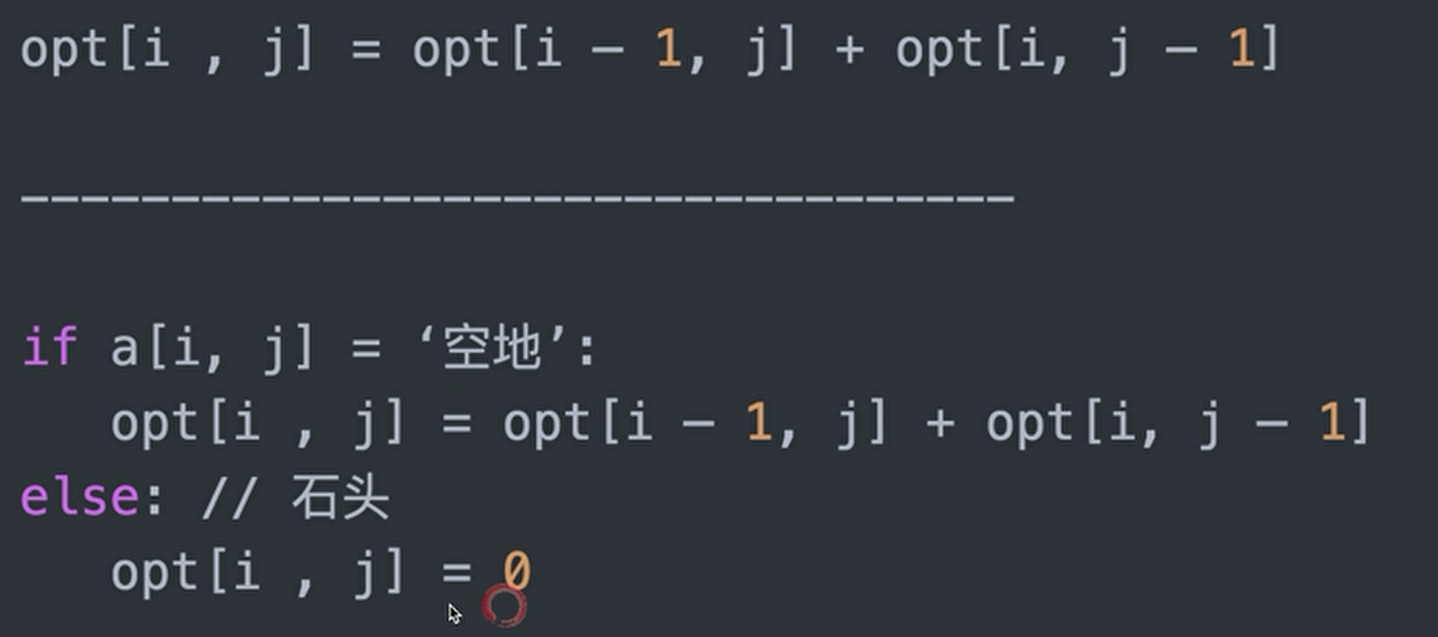 opt[i , j] = opt[i – 1, j] + opt[i, j – 1]
—————————————————————————————————
if a[i, j] = ‘空地’:
   opt[i , j] = opt[i – 1, j] + opt[i, j – 1]
else: // 石头
   opt[i , j] = 0